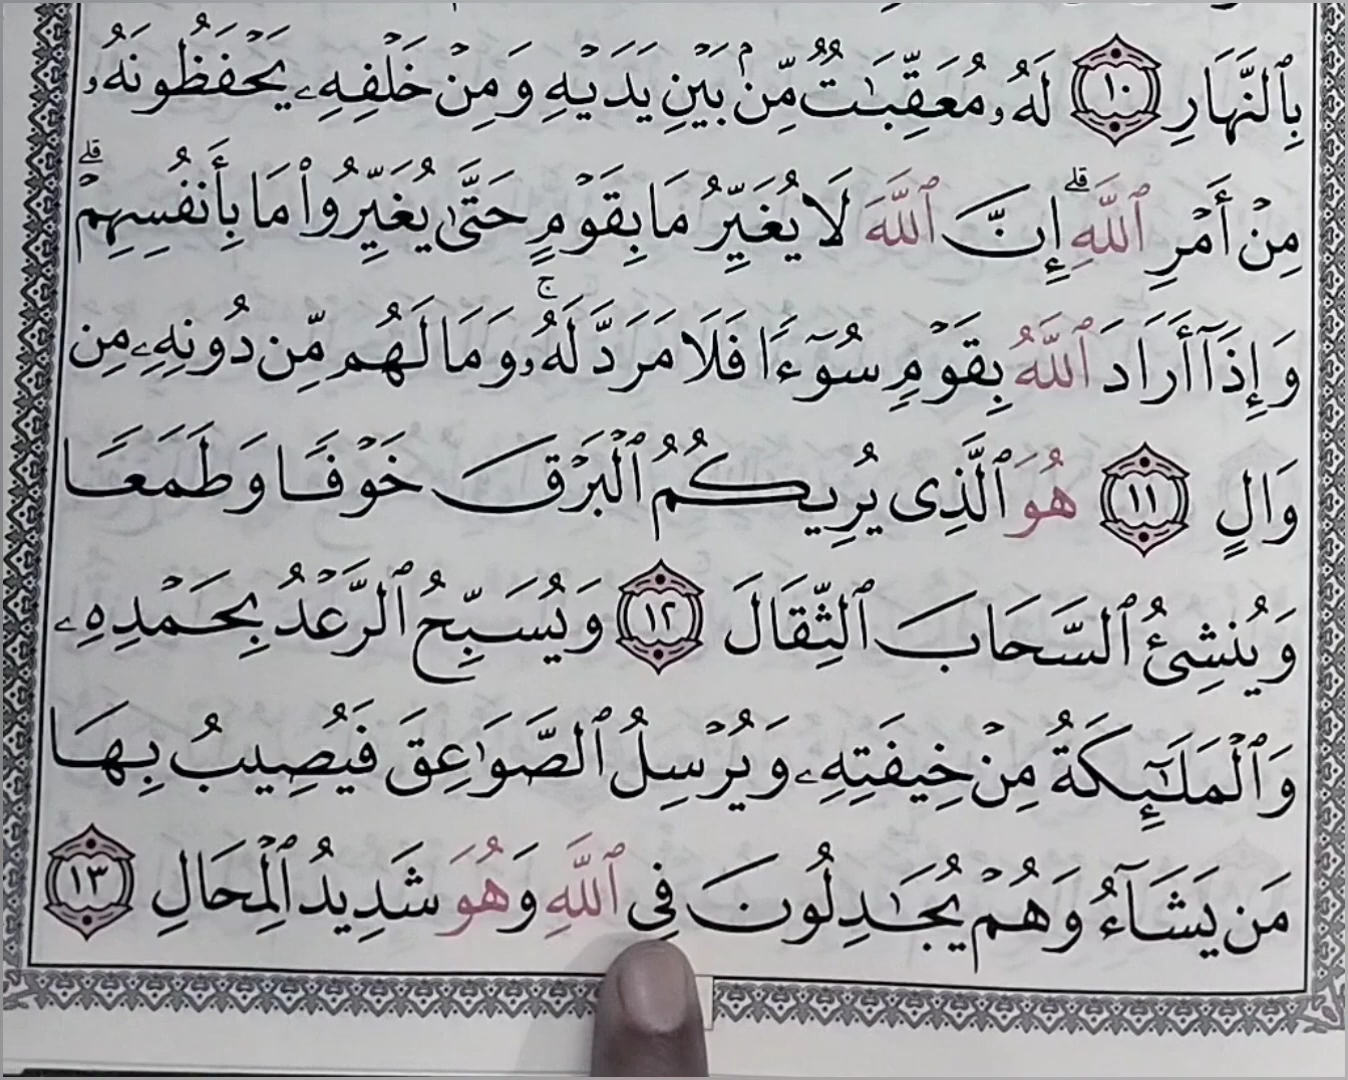 بِٱلنَّهَارِ ١٠ لَهُۥ مُعَقِّبَٰتٌ مِّنۢ بَيْنِ يَدَيْهِ وَمِنْ خَلْفِهِۦ يَحْفَظُونَهُۥ
مِنْ أَمْرِ ٱللَّهِۗ إِنَّ ٱللَّهَ لَا يُغَيِّرُ مَا بِقَوْمٍ حَتَّىٰ يُغَيِّرُوا۟ مَا بِأَنفُسِهِمْۗ
وَإِذَآ أَرَادَ ٱللَّهُ بِقَوْمٍ سُوٓءًا فَلَا مَرَدَّ لَهُۥۚ وَمَا لَهُم مِّن دُونِهِۦ مِن
وَالٍ ١١ هُوَ ٱلَّذِى يُرِيكُمُ ٱلْبَرْقَ خَوْفًا وَطَمَعًا
وَيُنشِئُ ٱلسَّحَابَ ٱلثِّقَالَ ١٢ وَيُسَبِّحُ ٱلرَّعْدُ بِحَمْدِهِۦ
وَٱلْمَلَٰٓئِكَةُ مِنْ خِيفَتِهِۦ وَيُرْسِلُ ٱلصَّوَٰعِقَ فَيُصِيبُ بِهَا
مَن يَشَآءُ وَهُمْ يُجَٰدِلُونَ فِى ٱللَّهِ وَهُوَ شَدِيدُ ٱلْمِحَالِ ١٣